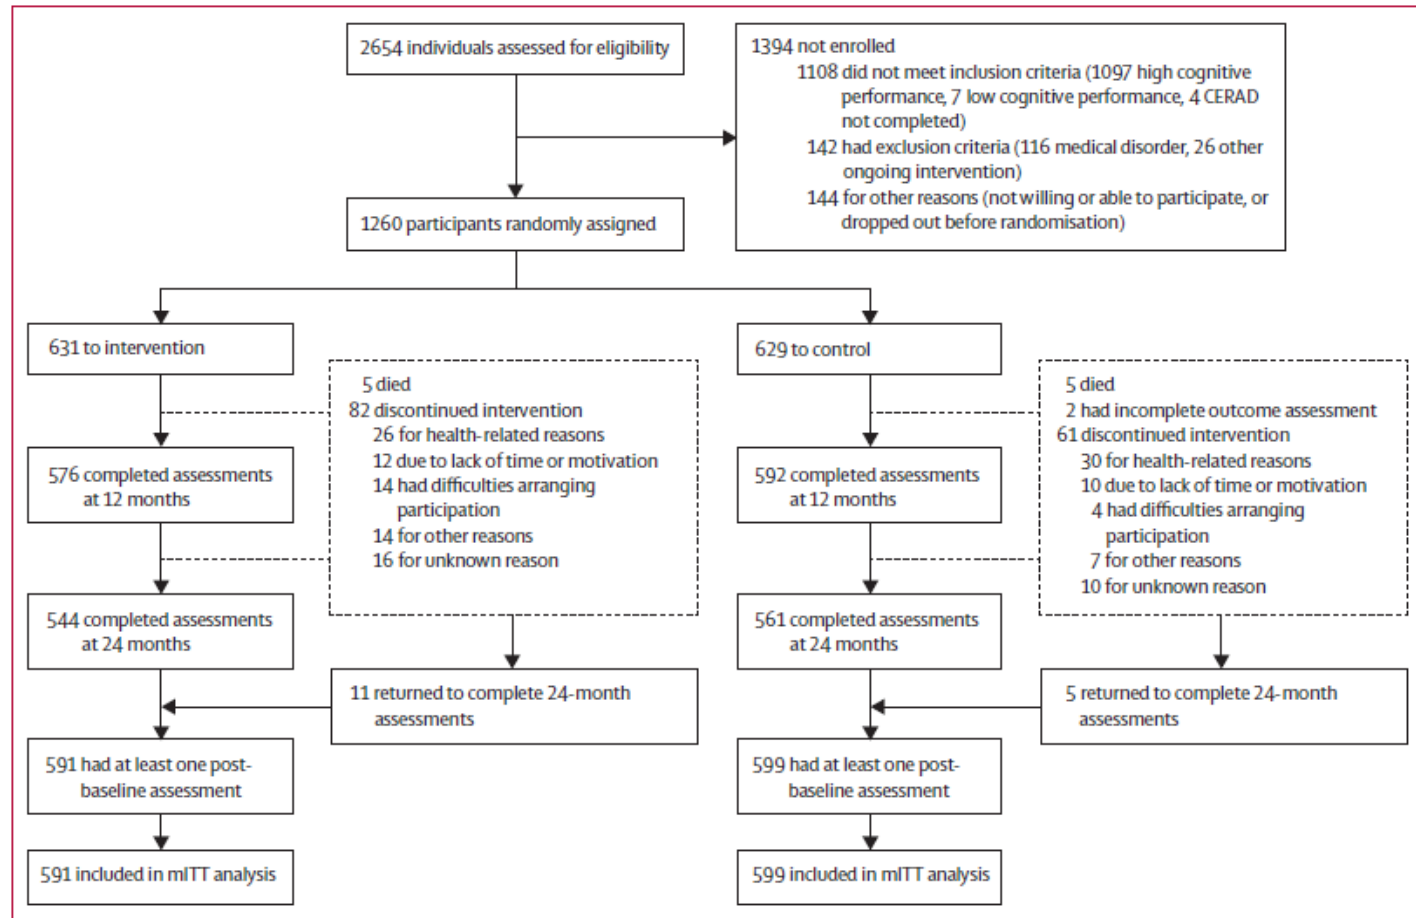 2654 individuals assessed for eligibility
1394 not enrolled
1108 did not meet inclusion criteria (1097 high cognitive
performance, 7 low cognitive performance, 4 CERAD
not completed)
142 had exclusion criteria (116 medical disorder, 26 other
ongoing intervention)
144 for other reasons (not willing or able to participate, or
dropped out before randomisation)
1260 participants randomly assigned
631 to intervention
5 died
82 discontinued intervention
26 for health-related reasons
12 due to lack of time or motivation
14 had difficulties arranging
participation
14 for other reasons
16 for unknown reason
576 completed assessments
at 12 months
544 completed assessments
at 24 months
11 returned to complete 24-month
assessments
591 had at least one post-
baseline assessment
591 included in mITT analysis
629 to control
5 died
2 had incomplete outcome assessment
61 discontinued intervention
30 for health-related reasons
10 due to lack of time or motivation
4 had difficulties arranging
participation
7 for other reasons
10 for unknown reason
592 completed assessments
at 12 months
561 completed assessments
at 24 months
5 returned to complete 24-month
assessments
599 had at least one post-
baseline assessment
599 included in mITT analysis